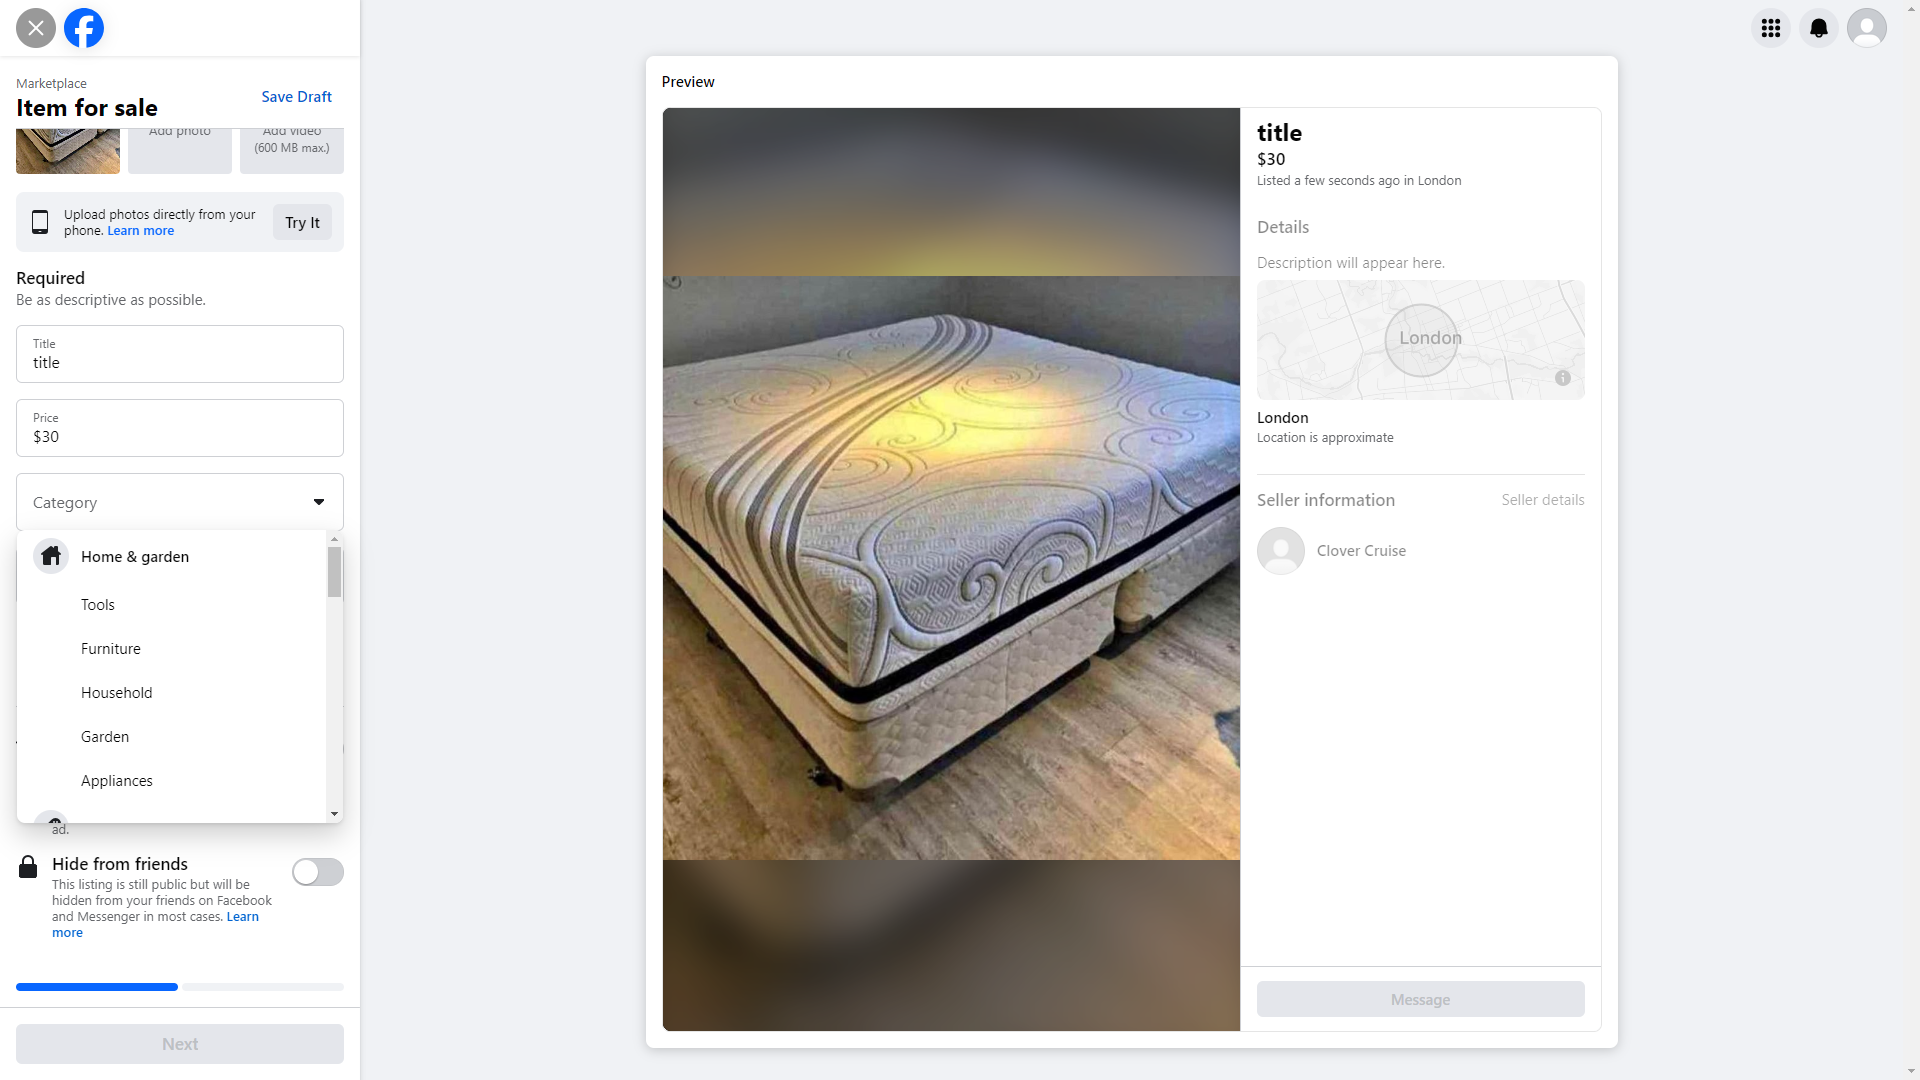 Marketplace
Item for sale
Save Draft
Add photo
Add video
(600 MB max.)
Upload photos directly from your
phone. Learn more
Try It
Required
Be as descriptive as possible.
Title
title
Price
$30
Category
Home & garden
Tools
Furniture
Household
Garden
Appliances
ad.
Hide from friends
This listing is still public but will be
hidden from your friends on Facebook
and Messenger in most cases. Learn
more
Next
Preview
title
$30
Listed a few seconds ago in London
Details
Description will appear here.
London
London
Location is approximate
Seller information
Seller details
Clover Cruise
Message